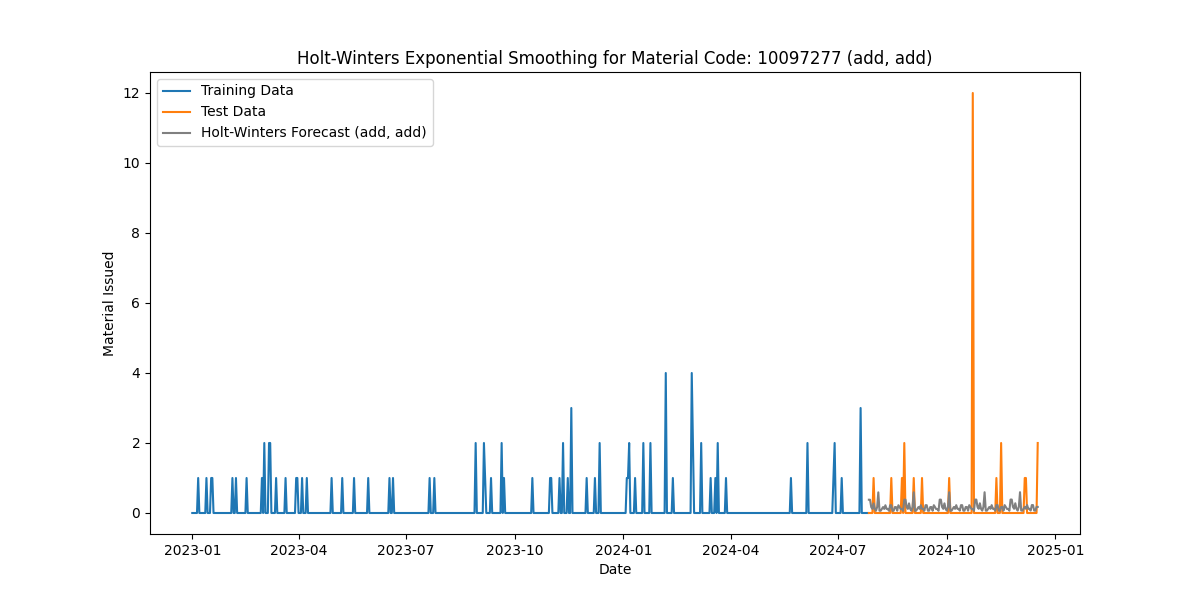 Holt-Winters Exponential Smoothing for Material Code: 10097277 (add, add)
Training Data
Test Data
Holt-Winters Forecast (add, add)
12
10
8
6
4
2
0
Material Issued
2023-01
2023-04
2023-07
2023-10
2024-01
2024-04
2024-07
2024-10
2025-01
Date